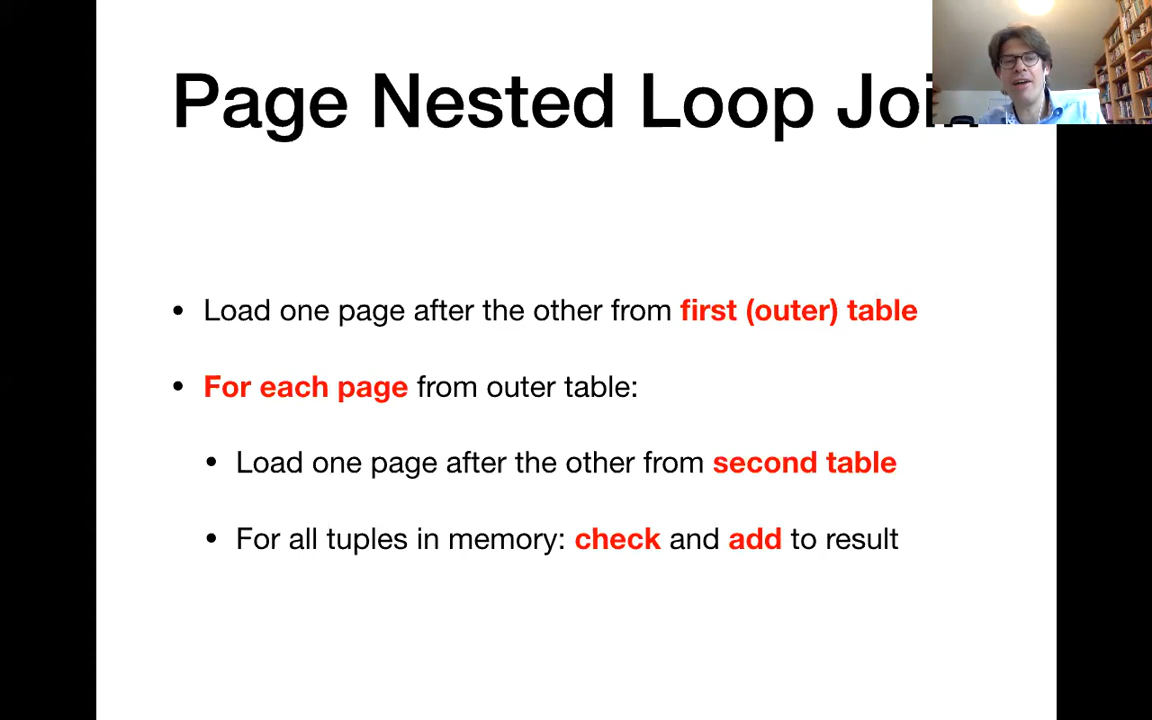 Page Nested Loop Join
• Load one page after the other from first (outer) table
• For each page from outer table:
• Load one page after the other from second table
• For all tuples in memory: check and add to result